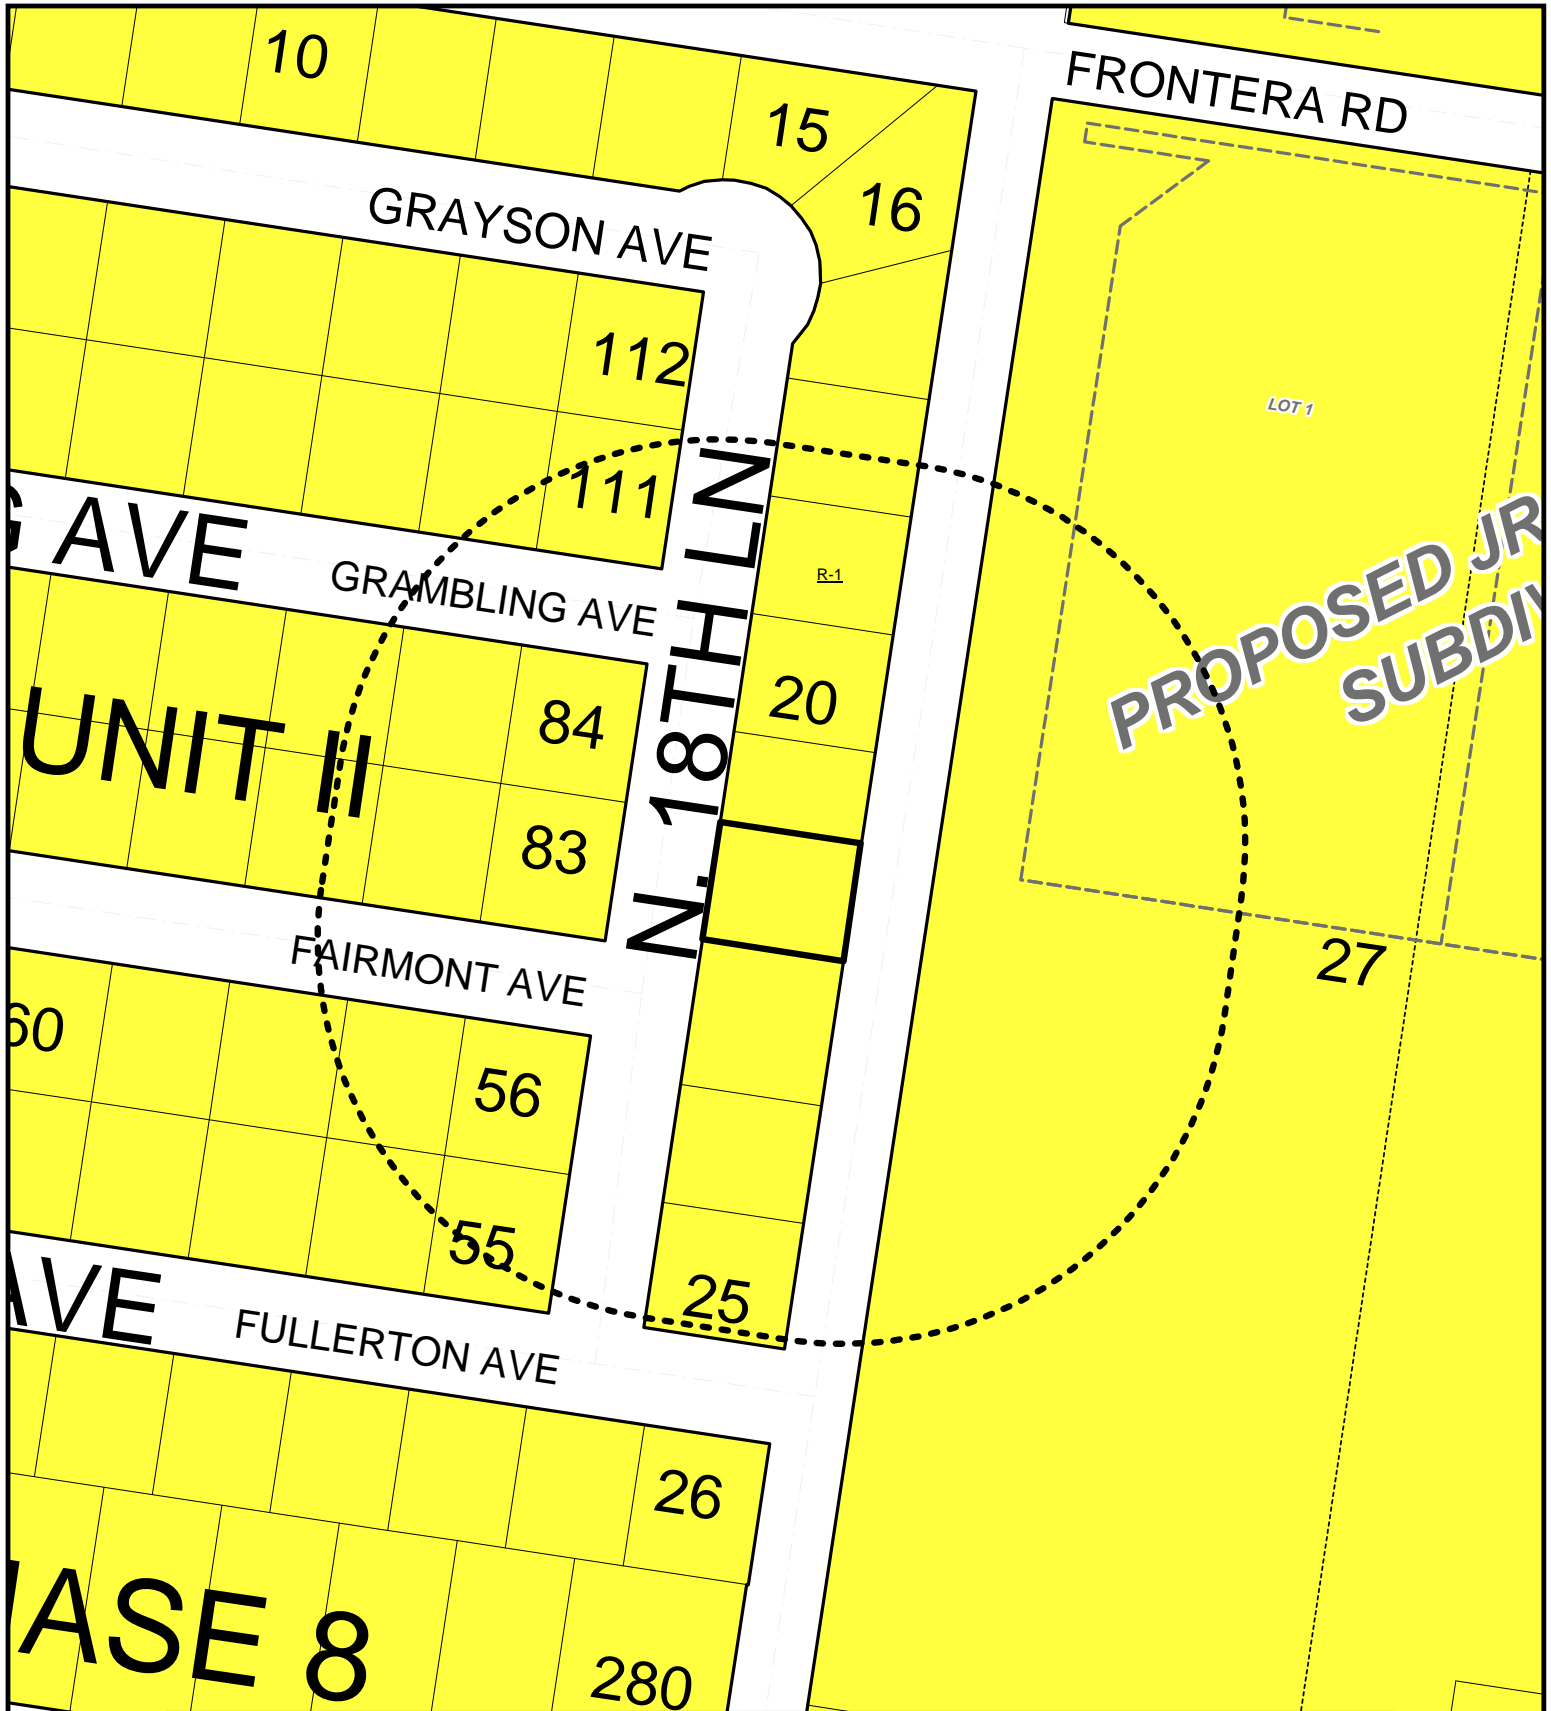 10
FRONTERA RD
15
16
GRAYSON AVE
112
LOT 1
111
N. 18TH LN
G AVE
GRAMBLING AVE
R-1
PROPOSED JR
SUBDIV
20
84
UNIT II
83
FAIRMONT AVE
27
60
56
55
25
AVE
FULLERTON AVE
26
HASE 8
280